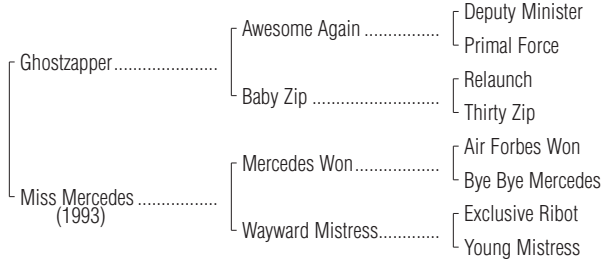 Deputy Minister
Awesome Again ................
Primal Force
Ghostzapper......................
Relaunch
Baby Zip ...........................
Thirty Zip
Air Forbes Won
Mercedes Won..................
Bye Bye Mercedes
Miss Mercedes .................
(1993)
Exclusive Ribot
Wayward Mistress.............
Young Mistress